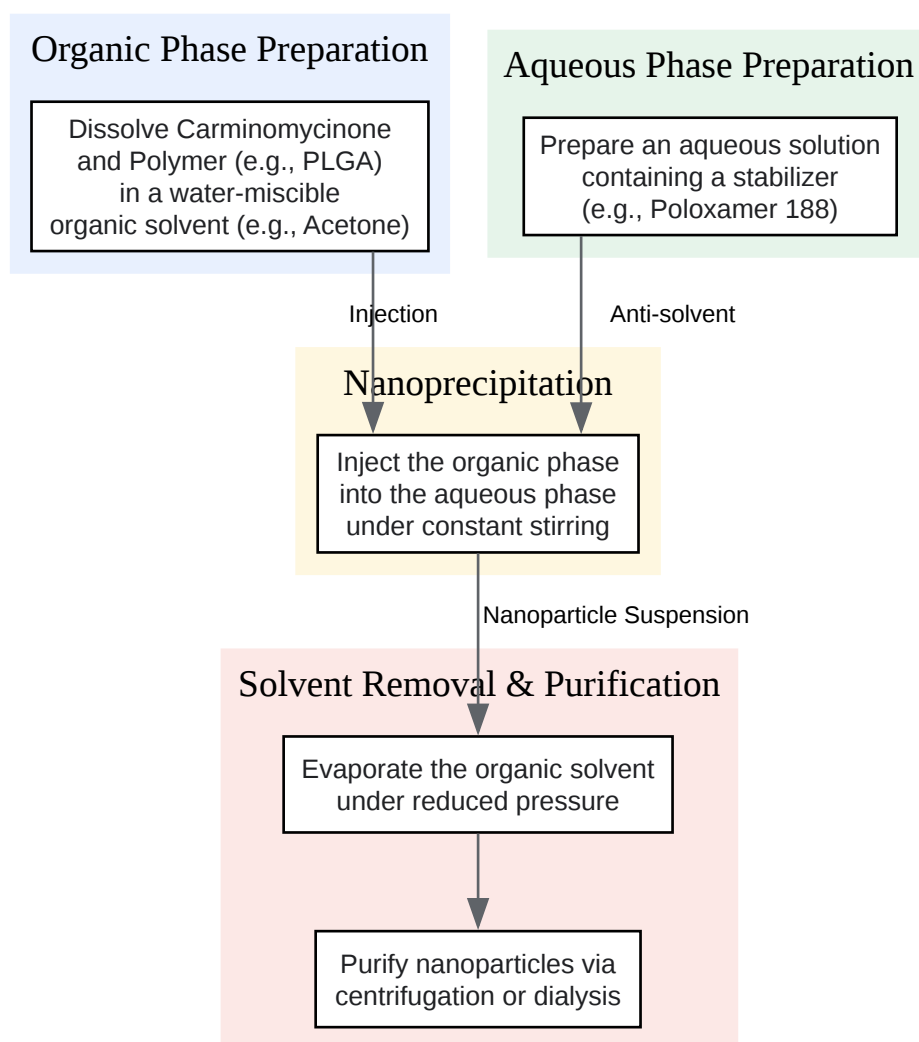 Organic Phase Preparation
Dissolve Carminomycinone
and Polymer (e.g., PLGA)
in a water-miscible
organic solvent (e.g., Acetone)
Aqueous Phase Preparation
Prepare an aqueous solution
containing a stabilizer
(e.g., Poloxamer 188)
Injection
Anti-solvent
Nanoprecipitation
Inject the organic phase
into the aqueous phase
under constant stirring
Nanoparticle Suspension
Solvent Removal & Purification
Evaporate the organic solvent
under reduced pressure
Purify nanoparticles via
centrifugation or dialysis